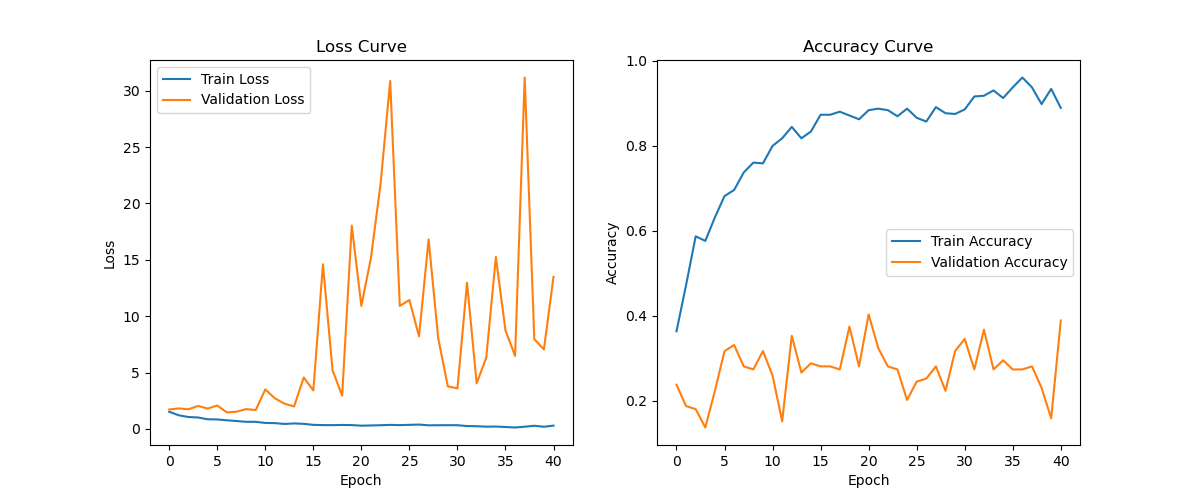 Loss Curve
Train Loss
Validation Loss
30
25
20
15
10
5
0
Loss
0 5 10 15 20 25 30 35 40
Epoch
Accuracy Curve
1.0
0.8
0.6
0.4
0.2
Accuracy
Train Accuracy
Validation Accuracy
0 5 10 15 20 25 30 35 40
Epoch